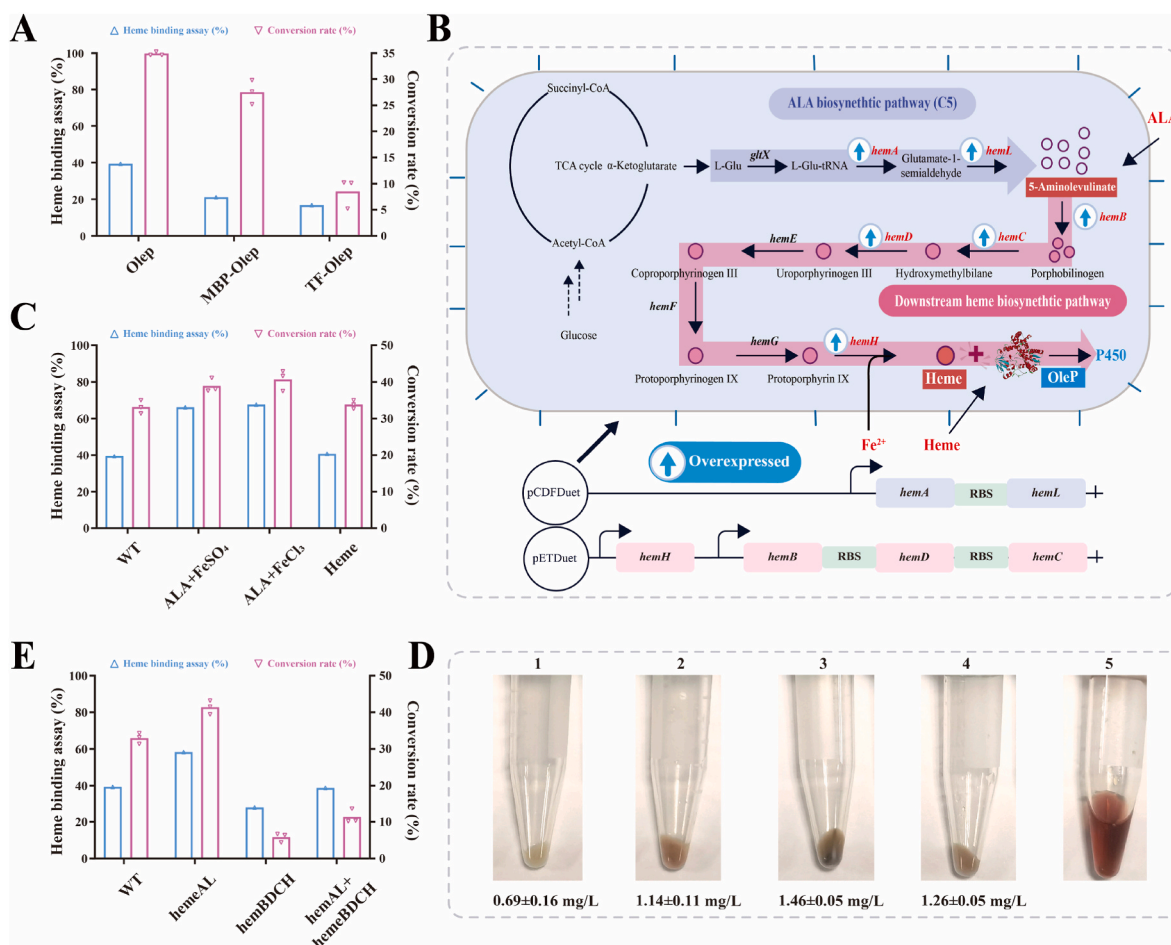 A
Heme binding assay (%)
Conversion rate (%)
Heme binding assay (%)
100
80
60
40
20
0
35
30
25
20
15
10
5
0
Conversion rate (%)
Olep
MBP-Olep
TF-Olep
B
Succinyl-CoA
ALA biosynethtic pathway (C5)
ALA
TCA cycle
α-Ketoglutarate
L-Glu
gltX
L-Glu-tRNA
hemA
Glutamate-1-
semialdehyde
hemL
5-Aminolevulinate
hemB
Acetyl-CoA
hemE
hemD
hemC
Coproporphyrinogen III
Uroporphyrinogen III
Hydroxymethylbilane
Porphobilinogen
Downstream heme biosynethtic pathway
hemF
Glucose
hemG
hemH
Protoporphyrinogen IX
Protoporphyrin IX
Heme
OleP
P450
Fe²⁺
Heme
Overexpressed
pCDFDuet
hemA
RBS
hemL
pETDuet
hemH
hemB
RBS
hemD
RBS
hemC
C
Heme binding assay (%)
Conversion rate (%)
Heme binding assay (%)
100
80
60
40
20
0
50
40
30
20
10
0
Conversion rate (%)
WT
ALA+FeSO₄
ALA+FeCl₃
Heme
E
Heme binding assay (%)
Conversion rate (%)
Heme binding assay (%)
100
80
60
40
20
0
50
40
30
20
10
0
Conversion rate (%)
WT
hemeAL
hemBDCH
hemAL+
hemeBDCH
D
1
2
3
4
5
0.69±0.16 mg/L
1.14±0.11 mg/L
1.46±0.05 mg/L
1.26±0.05 mg/L